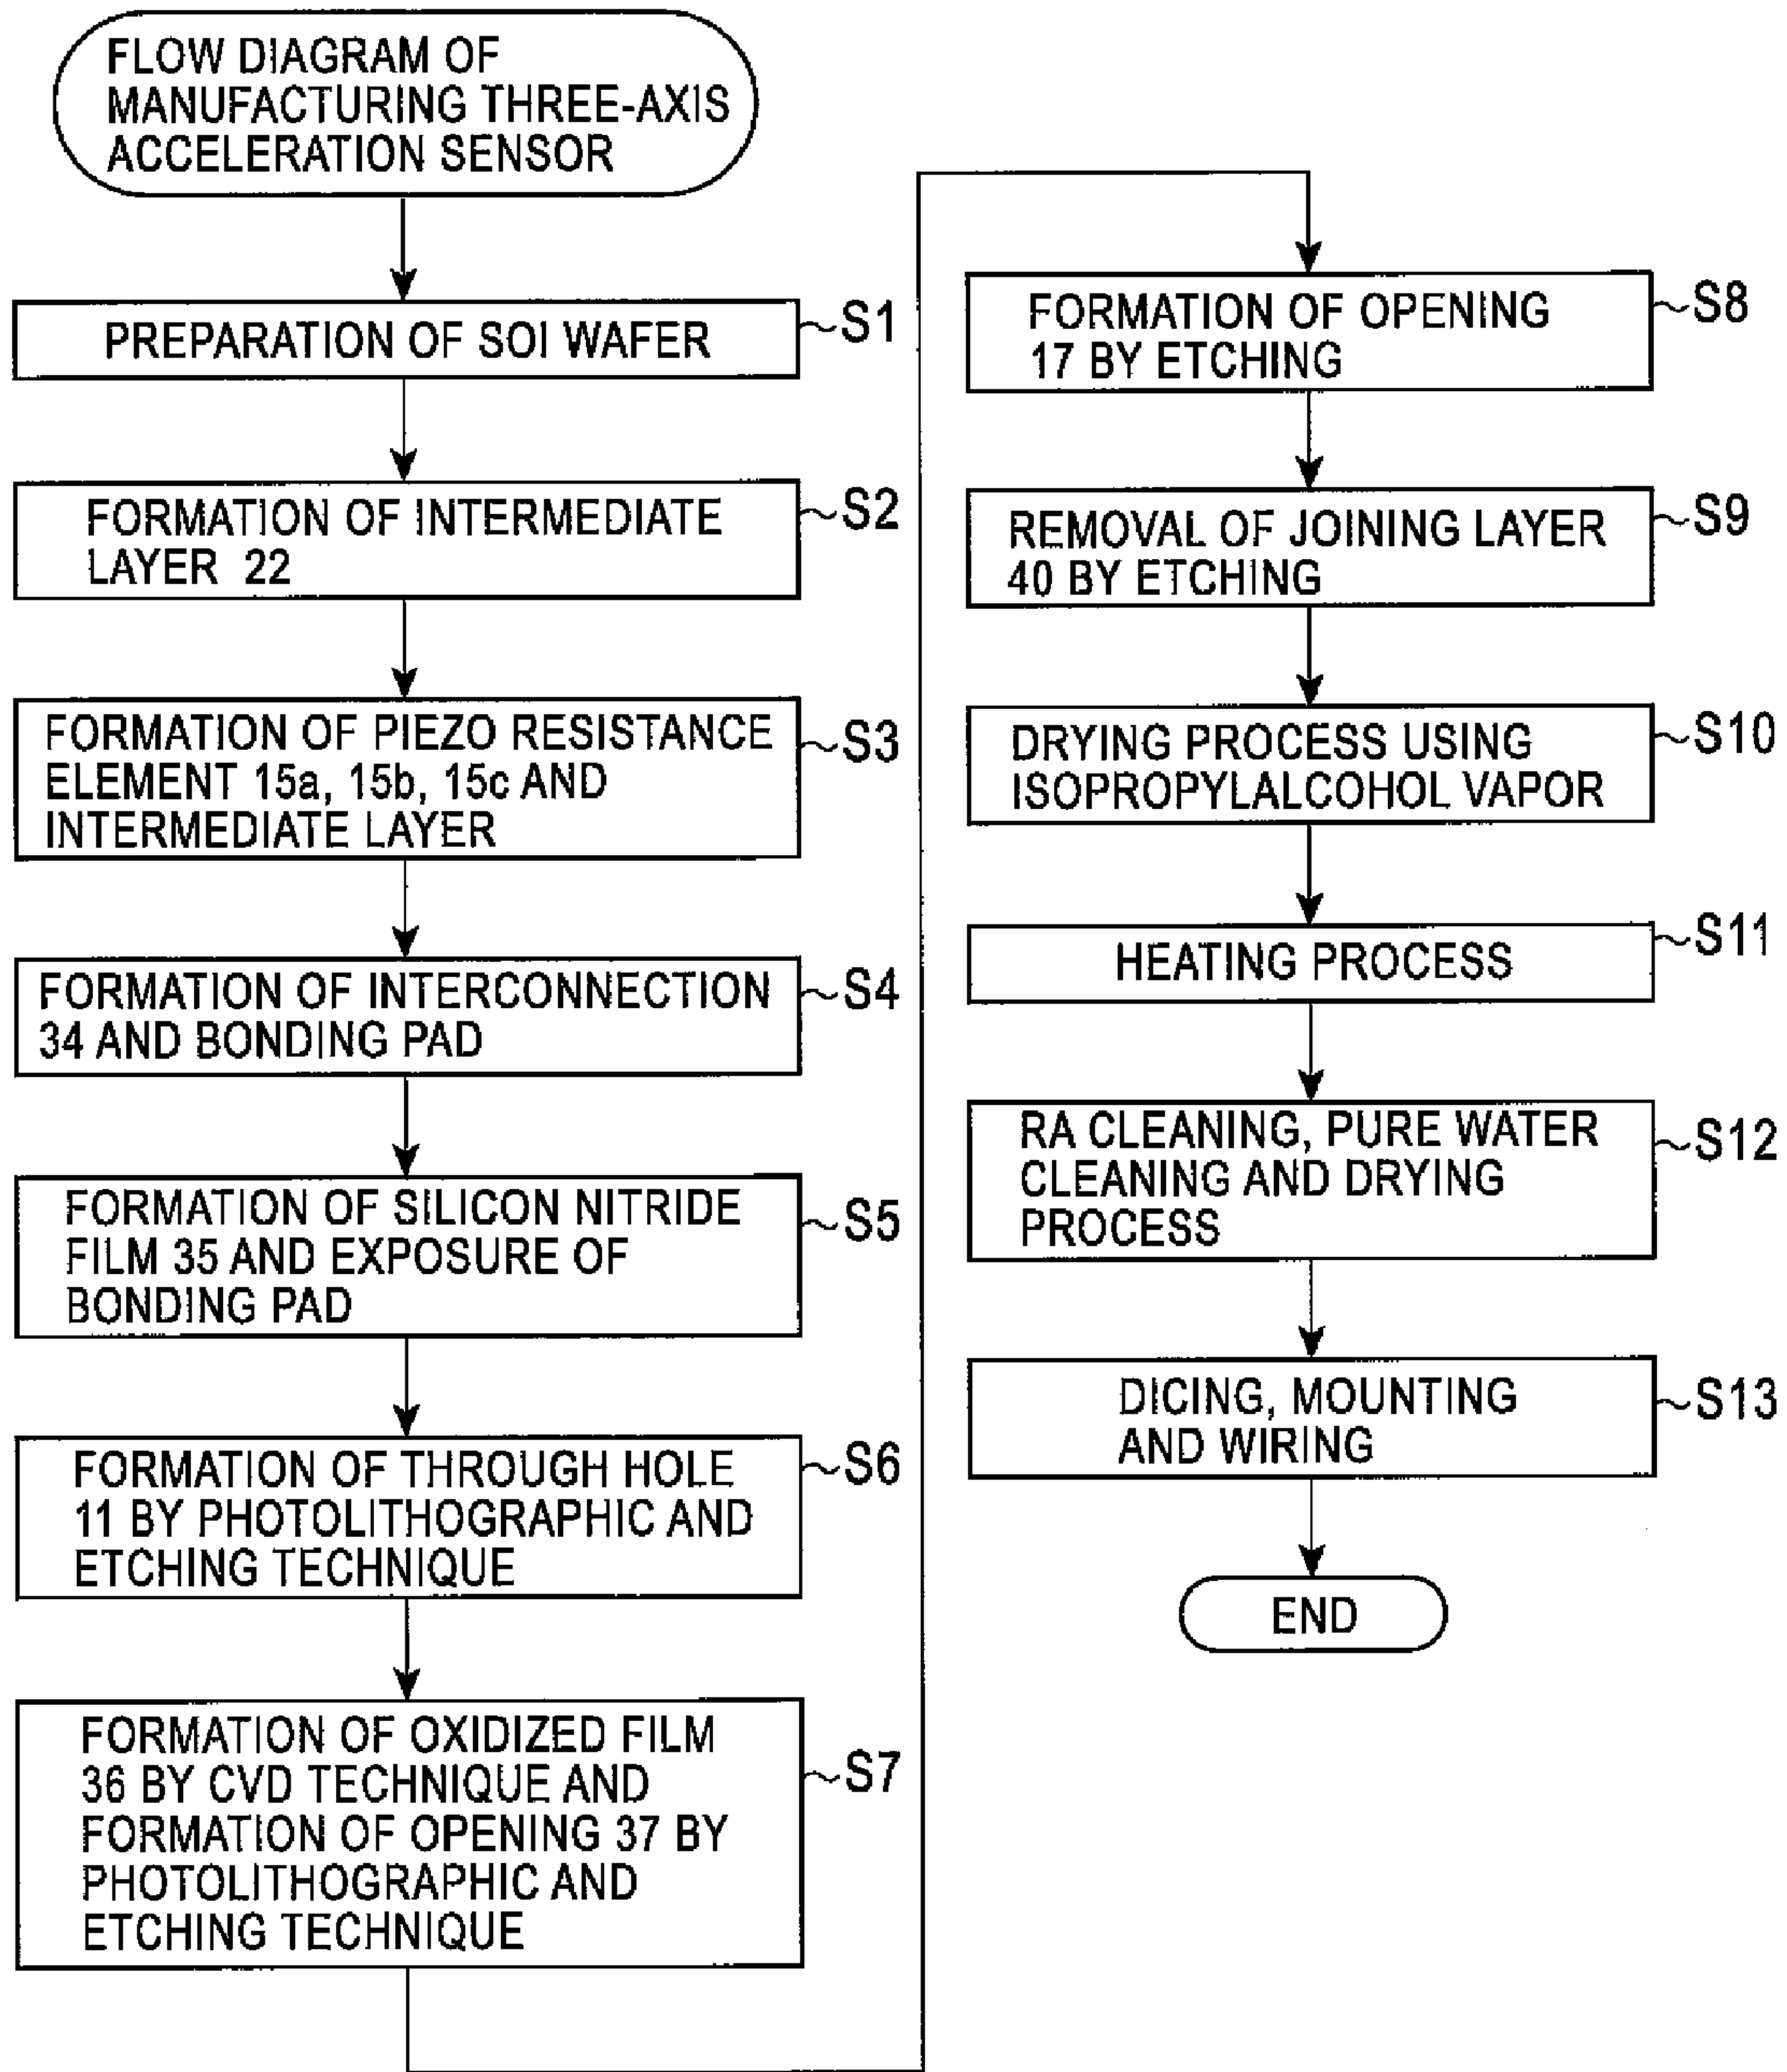 FLOW DIAGRAM OF
MANUFACTURING THREE-AXIS
ACCELERATION SENSOR
PREPARATION OF SOI WAFER
S1
FORMATION OF INTERMEDIATE
LAYER 22
S2
FORMATION OF PIEZO RESISTANCE
ELEMENT 15a, 15b, 15c AND
INTERMEDIATE LAYER
S3
FORMATION OF INTERCONNECTION
34 AND BONDING PAD
S4
FORMATION OF SILICON NITRIDE
FILM 35 AND EXPOSURE OF
BONDING PAD
S5
FORMATION OF THROUGH HOLE
11 BY PHOTOLITHOGRAPHIC AND
ETCHING TECHNIQUE
S6
FORMATION OF OXIDIZED FILM
36 BY CVD TECHNIQUE AND
FORMATION OF OPENING 37 BY
PHOTOLITHOGRAPHIC AND
ETCHING TECHNIQUE
S7
FORMATION OF OPENING
17 BY ETCHING
S8
REMOVAL OF JOINING LAYER
40 BY ETCHING
S9
DRYING PROCESS USING
ISOPROPYLALCOHOL VAPOR
S10
HEATING PROCESS
S11
RA CLEANING, PURE WATER
CLEANING AND DRYING
PROCESS
S12
DICING, MOUNTING
AND WIRING
S13
END